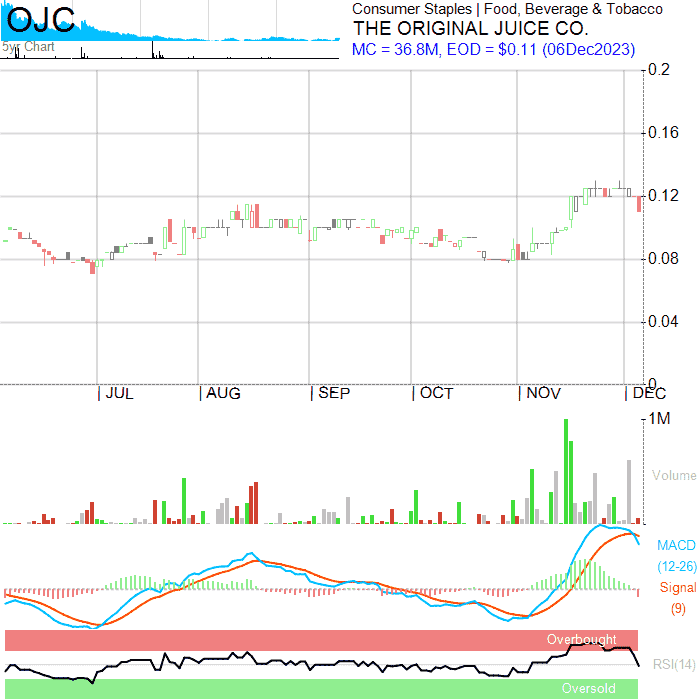 OJC
5yr Chart
Consumer Staples | Food, Beverage & Tobacco
THE ORIGINAL JUICE CO.
MC = 36.8M, EOD = $0.11 (06Dec2023)
0.2
0.16
0.12
0.08
0.04
0
JUL AUG SEP OCT NOV DEC
1M
Volume
MACD
(12-26)
Signal
(9)
Overbought
RSI(14)
Oversold